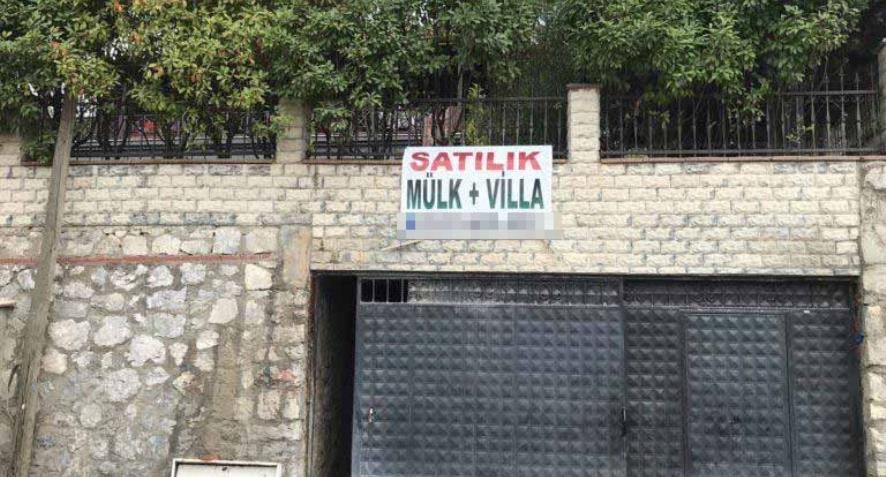 SATILIK
MÜLK + VİLLA